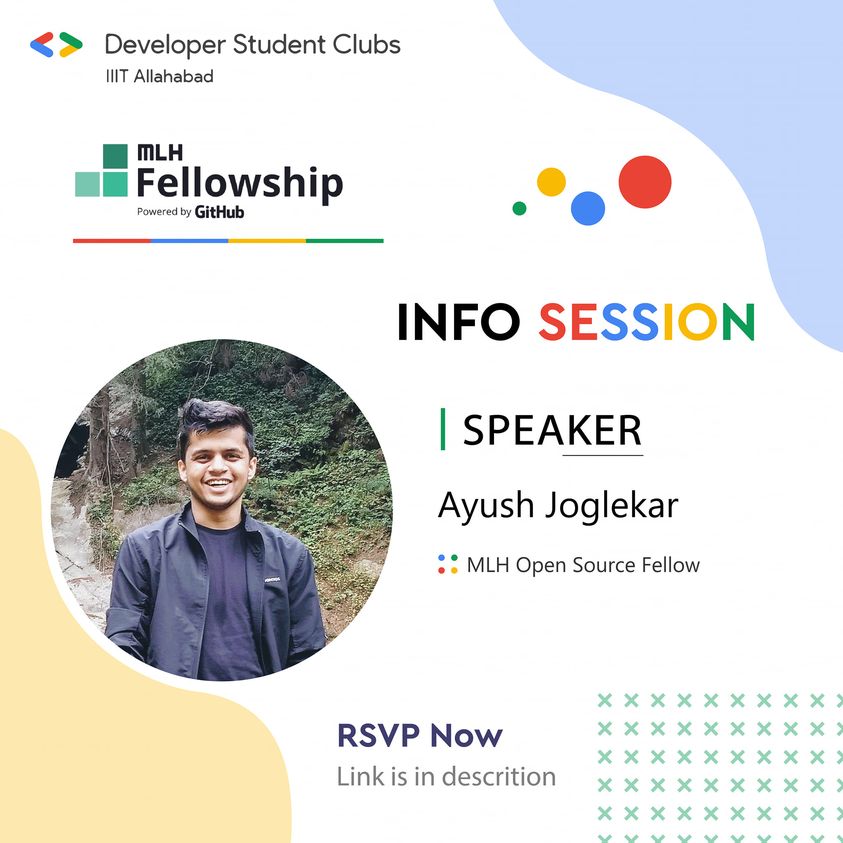 Developer Student Clubs
IIIT Allahabad
MLH
Fellowship
Powered by GitHub
INFO SESSION
SPEAKER
Ayush Joglekar
MLH Open Source Fellow
RSVP Now
Link is in descrition